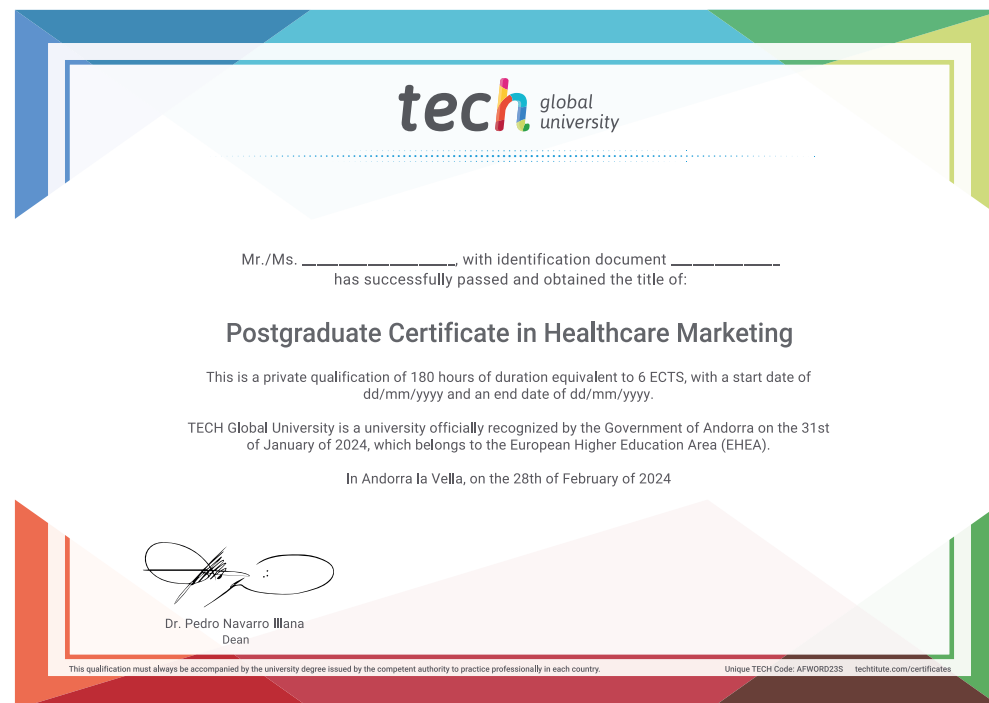 tech global
university
Mr./Ms. ____________________, with identification document ______________
has successfully passed and obtained the title of:
Postgraduate Certificate in Healthcare Marketing
This is a private qualification of 180 hours of duration equivalent to 6 ECTS, with a start date of
dd/mm/yyyy and an end date of dd/mm/yyyy.
TECH Global University is a university officially recognized by the Government of Andorra on the 31st
of January of 2024, which belongs to the European Higher Education Area (EHEA).
In Andorra la Vella, on the 28th of February of 2024
Dr. Pedro Navarro Illana
Dean
This qualification must always be accompanied by the university degree issued by the competent authority to practice professionally in each country.
Unique TECH Code: AFWORD23S techtitute.com/certificates